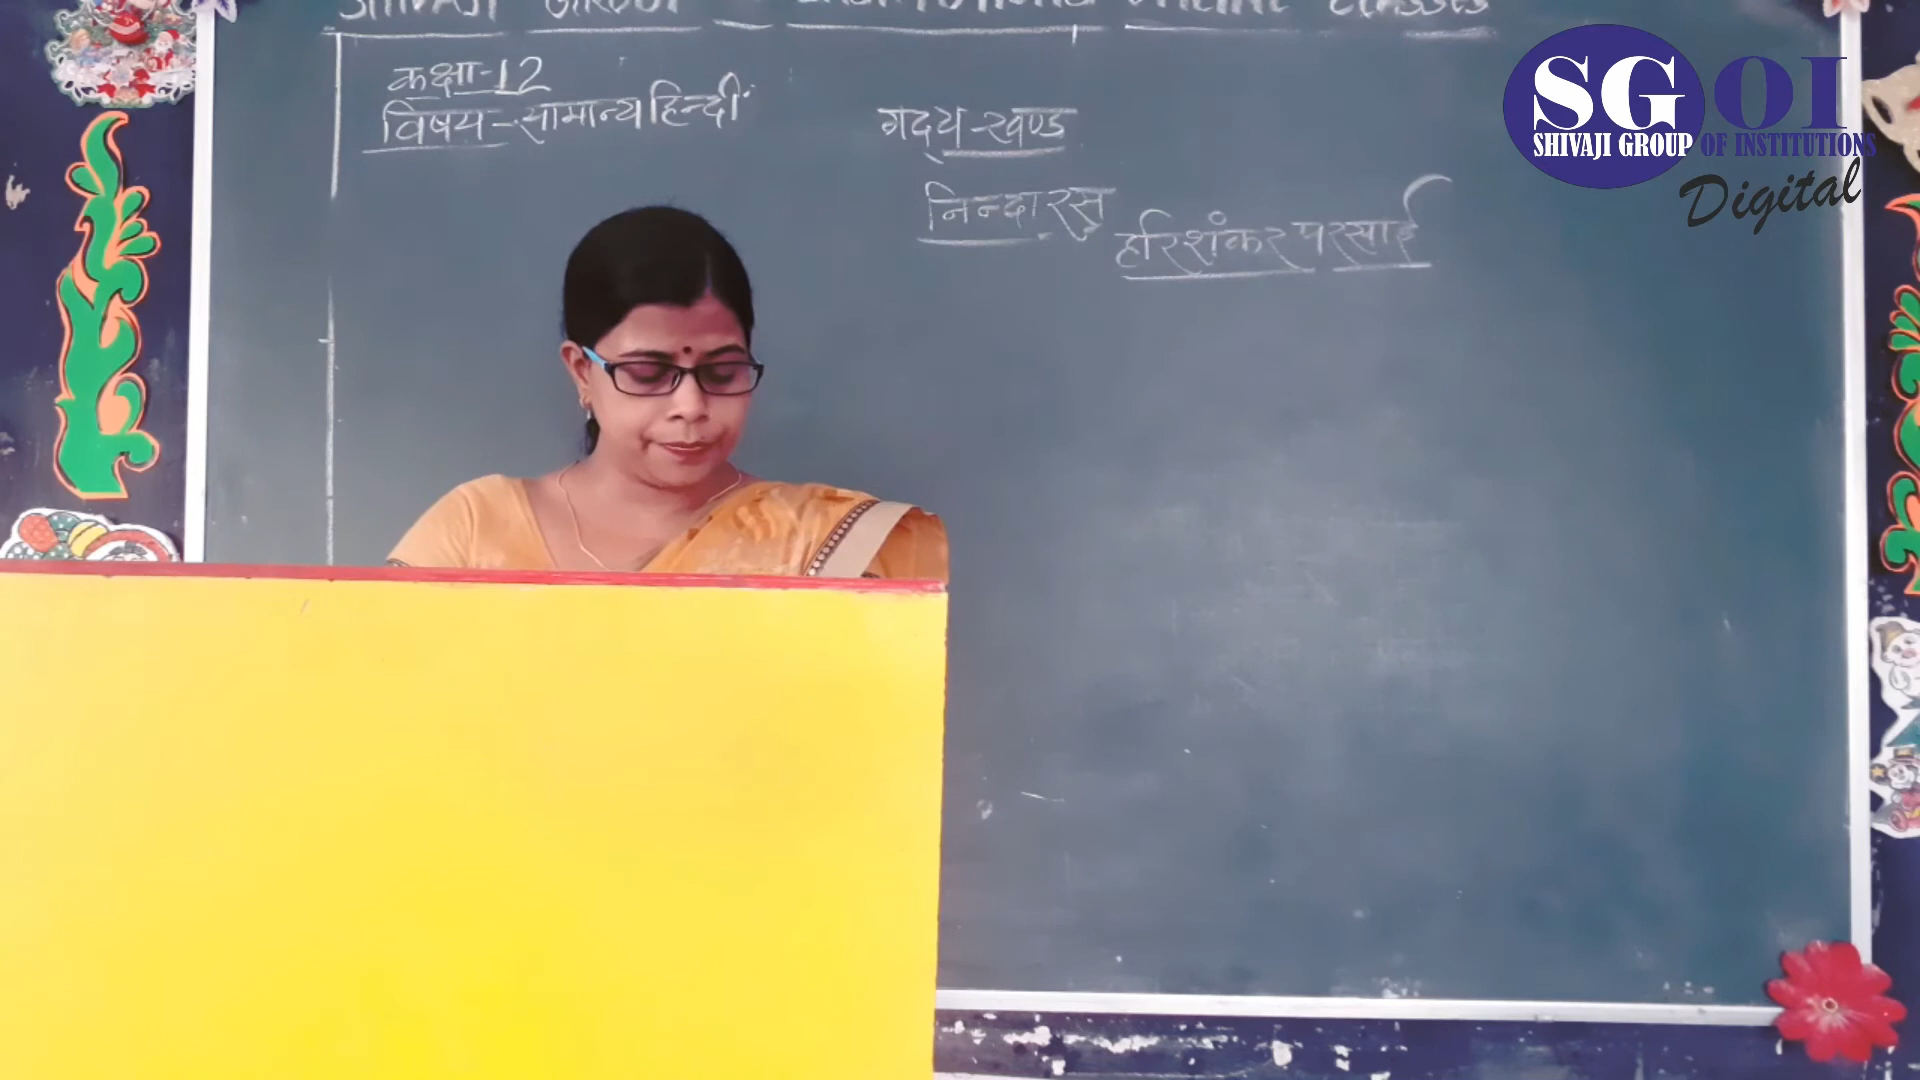 कक्षा-12
विषय-सामान्य हिन्दी
गद्य-खण्ड
निन्दा रस
हरिशंकर परसाई
SGOI
SHIVAJI GROUP OF INSTITUTIONS
Digital